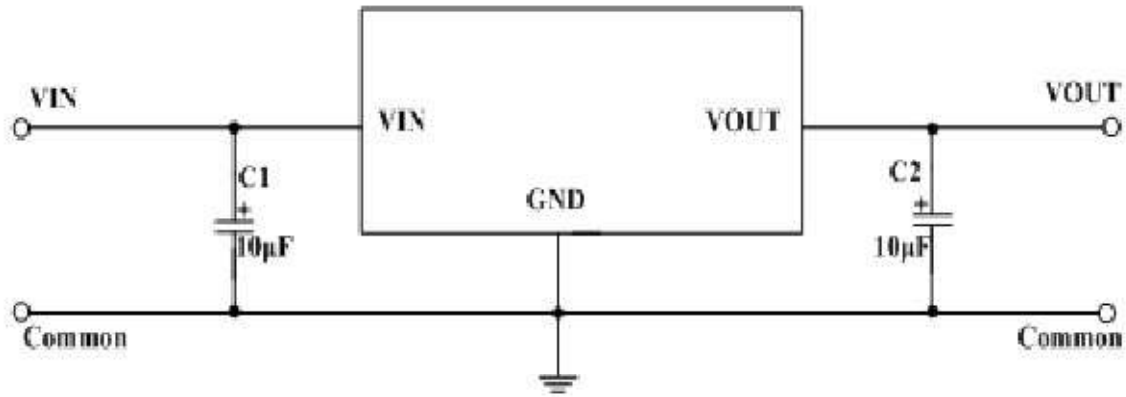 VIN
VOUT
VIN
VOUT
C1
+
10μF
GND
C2
+
10μF
Common
Common